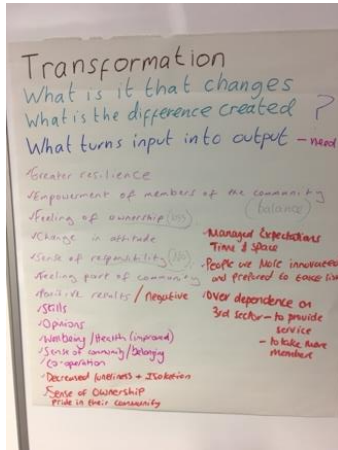 Transformation
What is it that changes
What is the difference created ?
What turns input into output - need
✓Greater resilience
✓Empowerment of members of the community
✓Feeling of ownership (loss) (balance)
✓Change in attitude
✓Sense of responsibility
✓Feeling part of community
✓Positive results / negative
✓Skills
✓Opinions
✓Wellbeing / Health (improved)
✓Sense of community / belonging
✓Co-operation
✓Decreased loneliness + Isolation
✓Sense of Ownership
Pride in their community
✓Managed Expectations
Time & space
✓People are More innovative
and prepared to
✓Over dependence on
3rd sector - to provide
service
- to take more
members